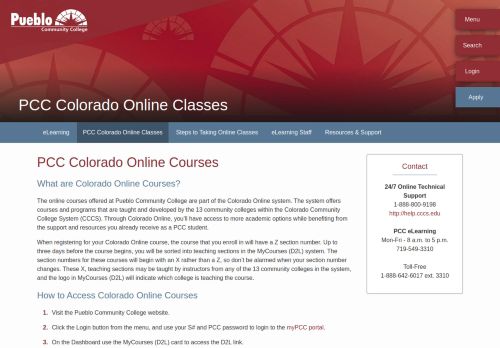 Pueblo
Community College
Menu
Search
Login
Apply
PCC Colorado Online Classes
eLearning
PCC Colorado Online Classes
Steps to Taking Online Classes
eLearning Staff
Resources & Support
PCC Colorado Online Courses
What are Colorado Online Courses?
The online courses offered at Pueblo Community College are part of the Colorado Online system. The system offers
courses and programs that are taught and developed by the 13 community colleges within the Colorado Community
College System (CCCS). Through Colorado Online, you'll have access to more academic options while benefiting from
the support and resources you already receive as a PCC student.
When registering for your Colorado Online course, the course that you enroll in will have a Z section number. Up to
three days before the course begins, you will be sorted into teaching sections in the MyCourses (D2L) system. The
section numbers for these courses will begin with an X rather than a Z, so don't be alarmed when your section number
changes. These X, teaching sections may be taught by instructors from any of the 13 community colleges in the system,
and the logo in MyCourses (D2L) will indicate which college is teaching the course.
How to Access Colorado Online Courses
1. Visit the Pueblo Community College website.
2. Click the Login button from the menu, and use your S# and PCC password to login to the myPCC portal.
3. On the Dashboard use the MyCourses (D2L) card to access the D2L link.
Contact
24/7 Online Technical
Support
1-888-800-9198
http://help.cccs.edu
PCC eLearning
Mon-Fri - 8 a.m. to 5 p.m.
719-549-3310
Toll-Free
1-888-642-6017 ext. 3310